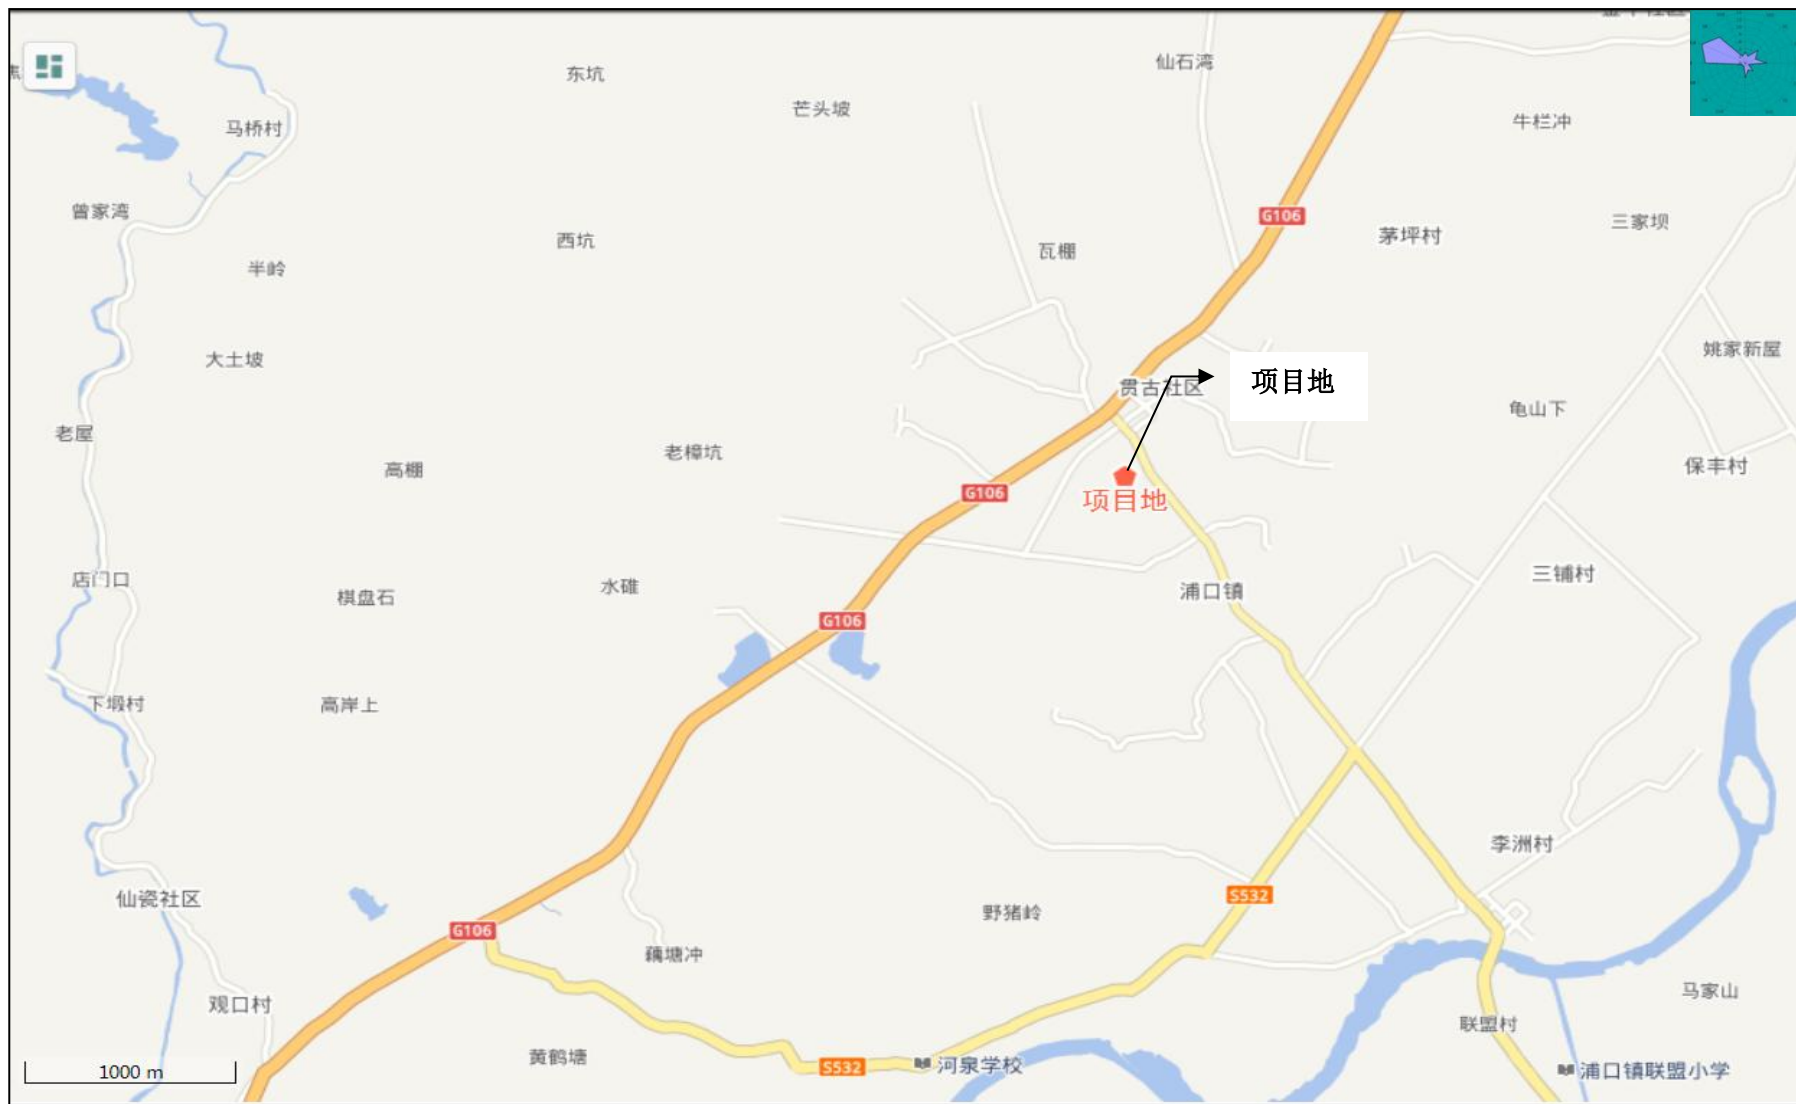 仙石湾
东坑
芒头坡
牛栏冲
马桥村
曾家湾
G106
三家坝
茅坪村
西坑
瓦棚
半岭
姚家新屋
大土坡
贯古社区
项目地
龟山下
老屋
老樟坑
保丰村
高棚
G106
项目地
三铺村
店门口
水碓
浦口镇
棋盘石
G106
下塅村
高岸上
李洲村
S532
仙瓷社区
野猪岭
G106
藕塘冲
马家山
观口村
联盟村
黄鹤塘
S532
河泉学校
浦口镇联盟小学
1000 m